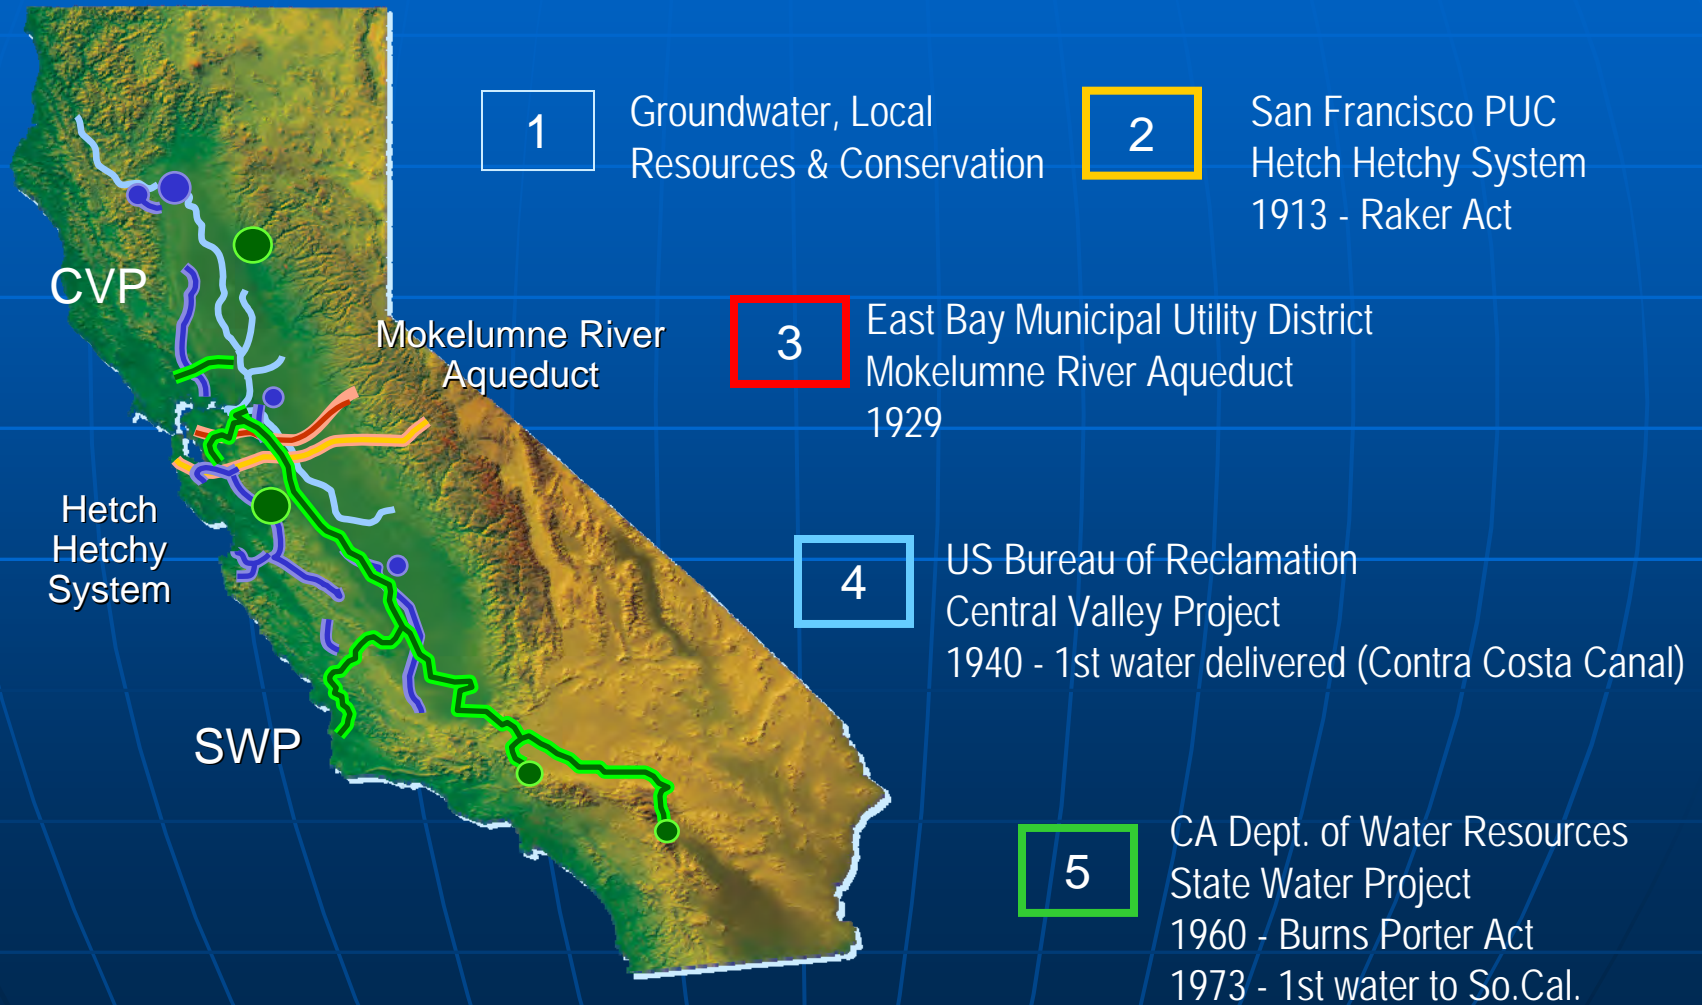 1
Groundwater, Local
Resources & Conservation
2
San Francisco PUC
Hetch Hetchy System
1913 - Raker Act
CVP
Mokelumne River
Aqueduct
3
East Bay Municipal Utility District
Mokelumne River Aqueduct
1929
Hetch
Hetchy
System
4
US Bureau of Reclamation
Central Valley Project
1940 - 1st water delivered (Contra Costa Canal)
SWP
5
CA Dept. of Water Resources
State Water Project
1960 - Burns Porter Act
1973 - 1st water to So.Cal.